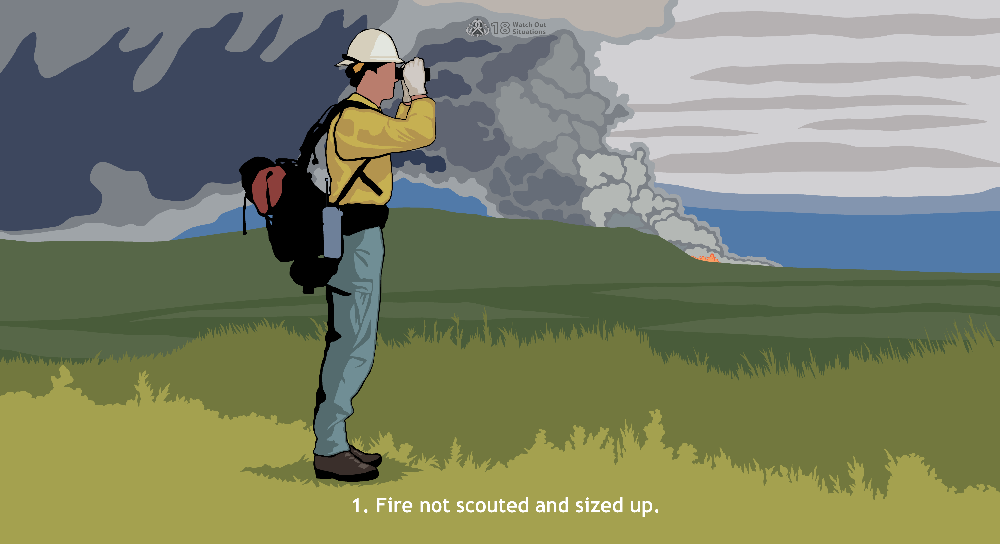 18 Watch Out
Situations
1. Fire not scouted and sized up.